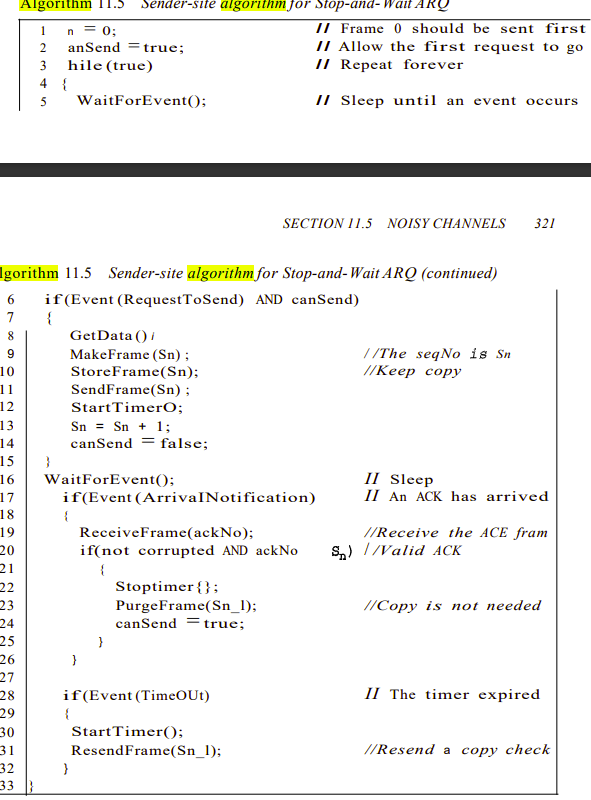 Algorithm 11.5 Sender-site algorithm for Stop-and-Wait ARQ
1 n = 0; // Frame 0 should be sent first
2 anSend = true; // Allow the first request to go
3 hile (true) // Repeat forever
4 {
5 WaitForEvent(); // Sleep until an event occurs
SECTION 11.5 NOISY CHANNELS 321
lgorithm 11.5 Sender-site algorithm for Stop-and-Wait ARQ (continued)
6 if(Event(RequestToSend) AND canSend)
7 {
8 GetData()i
9 MakeFrame(Sn); //The seqNo is Sn
10 StoreFrame(Sn); //Keep copy
11 SendFrame(Sn);
12 StartTimerO;
13 Sn = Sn + 1;
14 canSend = false;
15 }
16 WaitForEvent(); II Sleep
17 if(Event(ArrivaINotification) II An ACK has arrived
18 {
19 ReceiveFrame(ackNo); //Receive the ACE fram
20 if(not corrupted AND ackNo Sn) //Valid ACK
21 {
22 Stoptimer{};
23 PurgeFrame(Sn_l); //Copy is not needed
24 canSend = true;
25 }
26 }
27
28 if(Event(TimeOUt) II The timer expired
29 {
30 StartTimer();
31 ResendFrame(Sn_l); //Resend a copy check
32 }
33 }